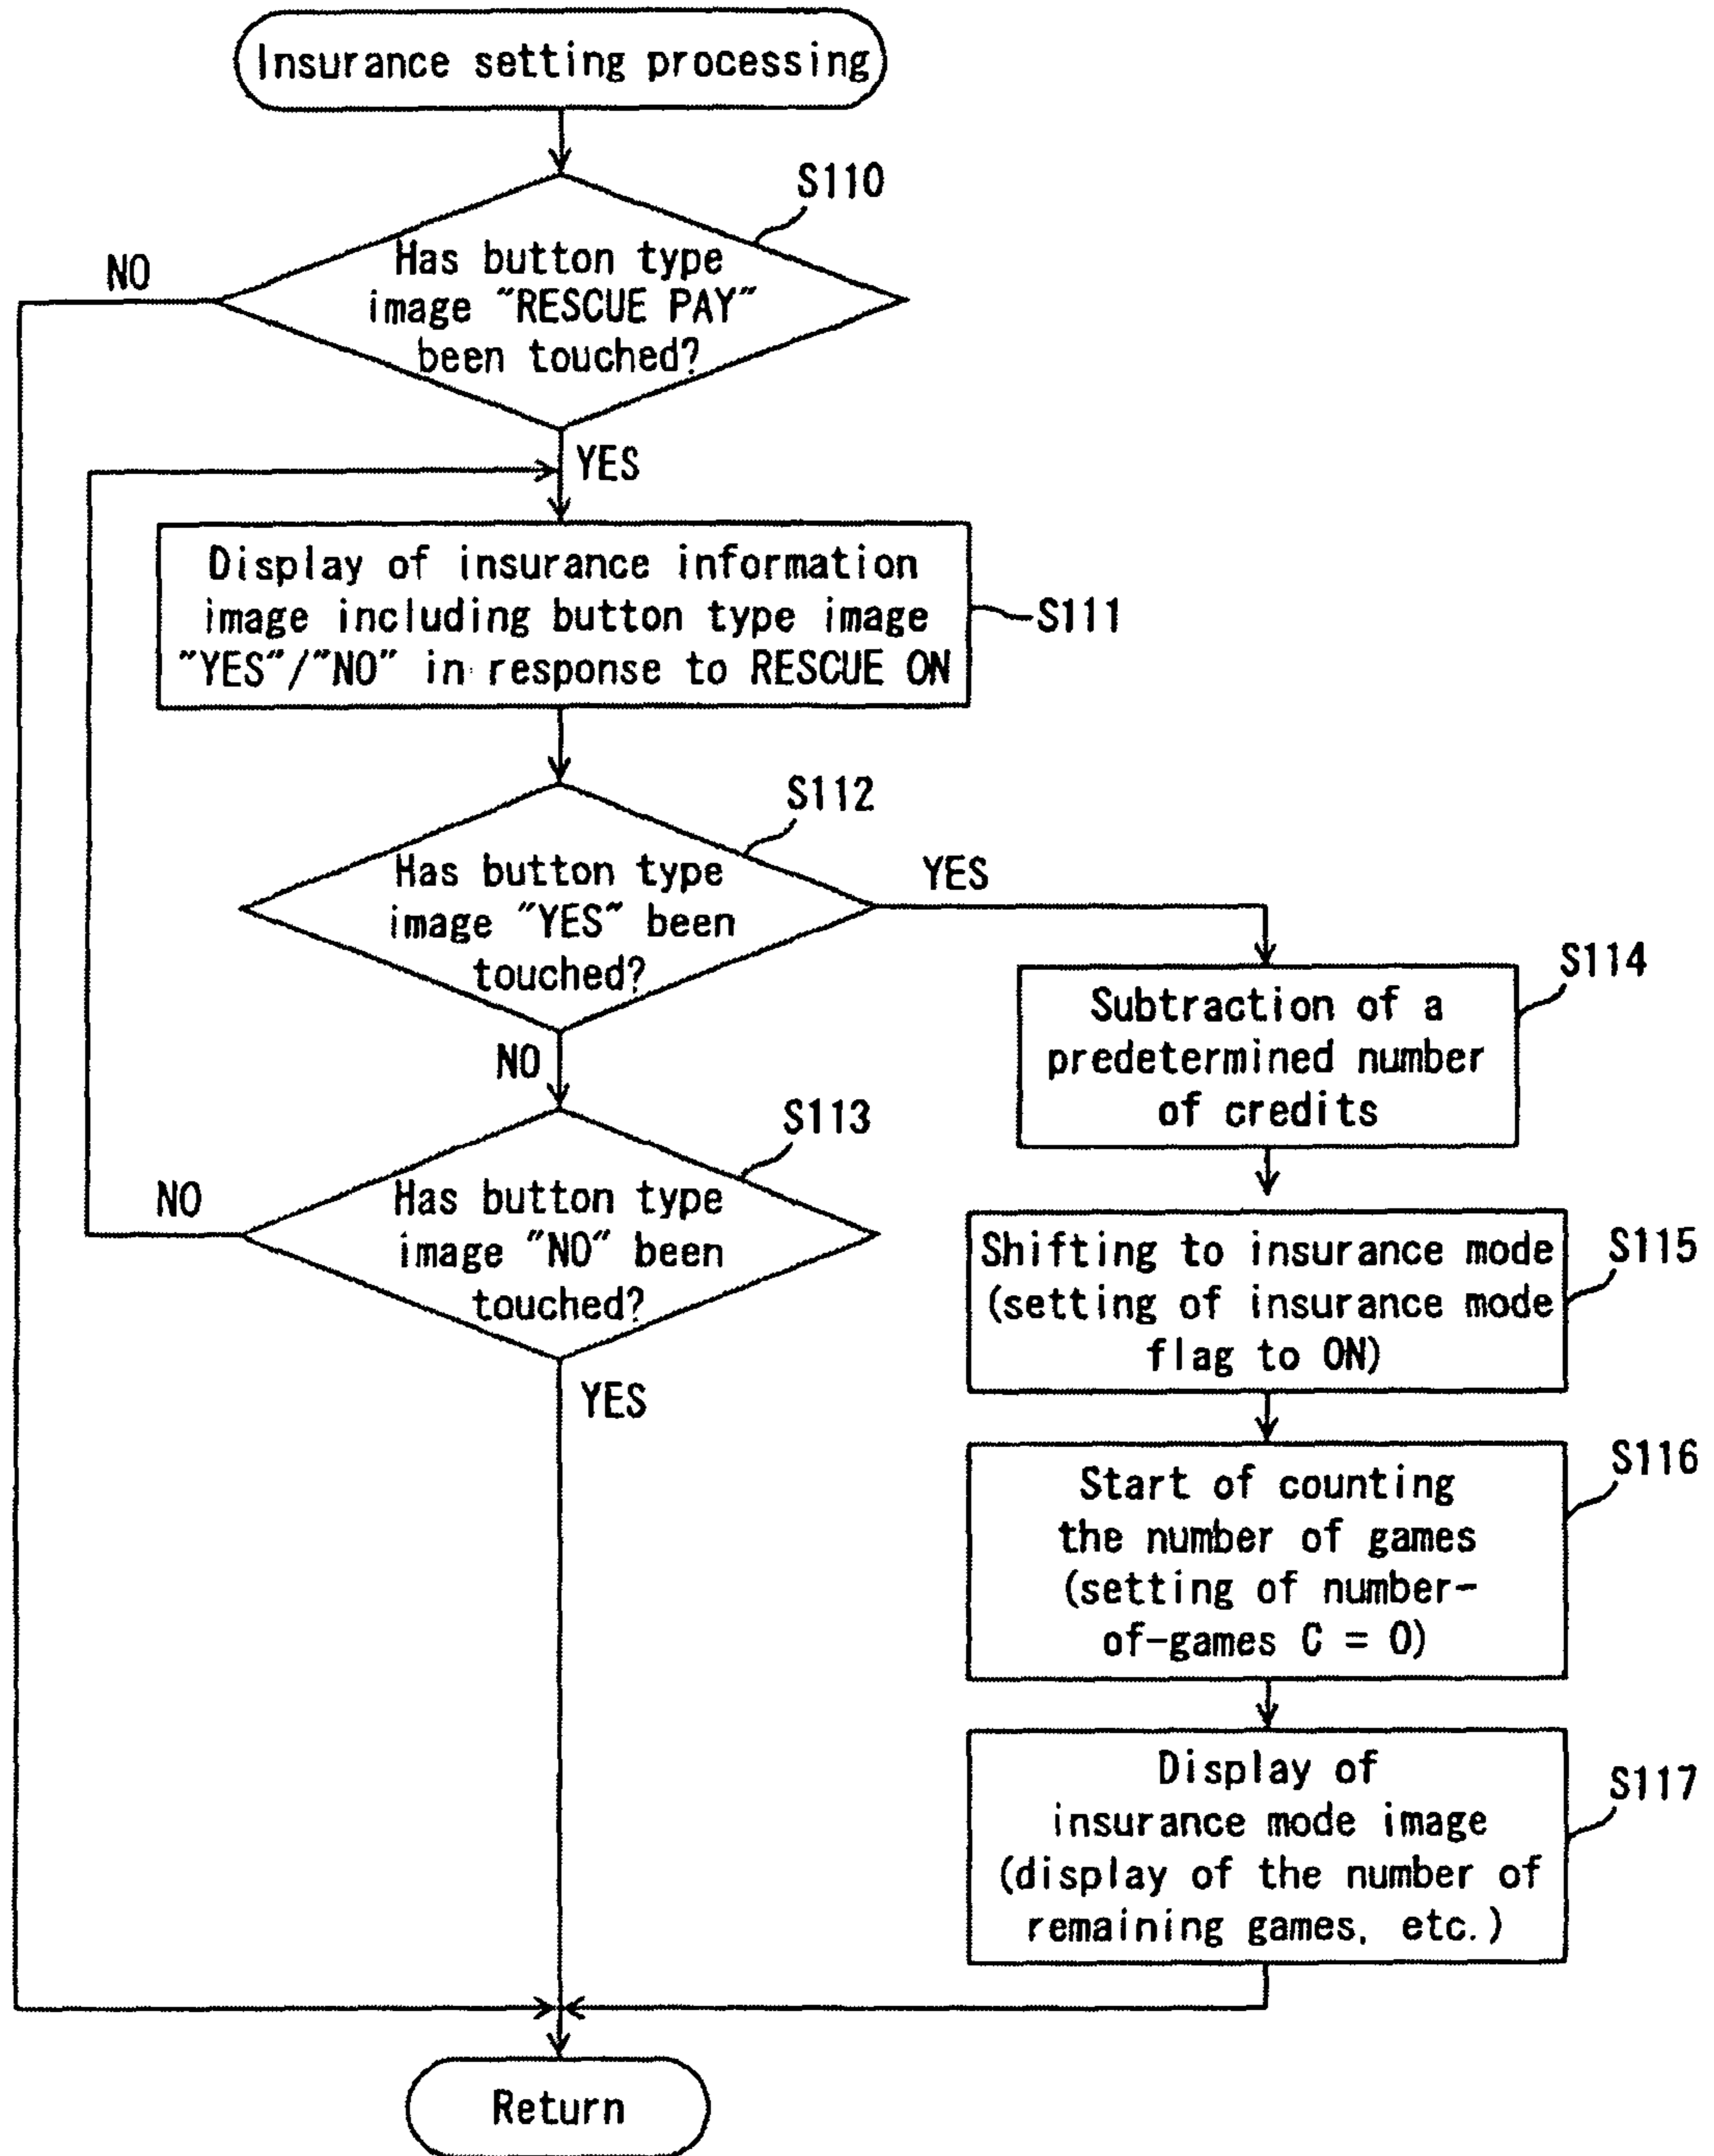 Insurance setting processing
S110
NO
Has button type
image "RESCUE PAY"
been touched?
YES
Display of insurance information
image including button type image
"YES"/"NO" in response to RESCUE ON
S111
S112
Has button type
image "YES" been
touched?
YES
NO
S114
Subtraction of a
predetermined number
of credits
S113
NO
Has button type
image "NO" been
touched?
YES
Shifting to insurance mode
(setting of insurance mode
flag to ON)
S115
S116
Start of counting
the number of games
(setting of number-
of-games C = 0)
S117
Display of
insurance mode image
(display of the number of
remaining games, etc.)
Return